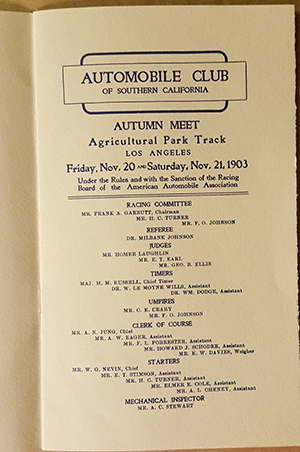 AUTOMOBILE CLUB
OF SOUTHERN CALIFORNIA
AUTUMN MEET
Agricultural Park Track
LOS ANGELES
Friday, Nov. 20 AND Saturday, Nov. 21, 1903
Under the Rules and with the Sanction of the Racing
Board of the American Automobile Association
RACING COMMITTEE
MR. FRANK A. GARBUTT, Chairman
MR. H. C. TURNER
MR. F. O. JOHNSON
REFEREE
DR. MILBANK JOHNSON
JUDGES
MR. HOMER LAUGHLIN
MR. E. T. EARL
MR. GEO. B. ELLIS
TIMERS
MAJ. H. M. RUSSELL, Chief Timer
DR. W. LE MOYNE WILLS, Assistant
DR. WM. DODGE, Assistant
UMPIRES
MR. C. E. CRARY
MR. F. O. JOHNSON
CLERK OF COURSE
MR. A. N. JUNG, Chief
MR. A. W. EAGER, Assistant
MR. F. L. FORRESTER, Assistant
MR. HOWARD J. SCHODER, Assistant
MR. E. W. DAVIES, Weigher
STARTERS
MR. W. G. NEVIN, Chief
MR. E. T. STIMSON, Assistant
MR. H. C. TURNER, Assistant
MR. ELMER E. COLE, Assistant
MR. A. L. CHENEY, Assistant
MECHANICAL INSPECTOR
MR. A. C. STEWART